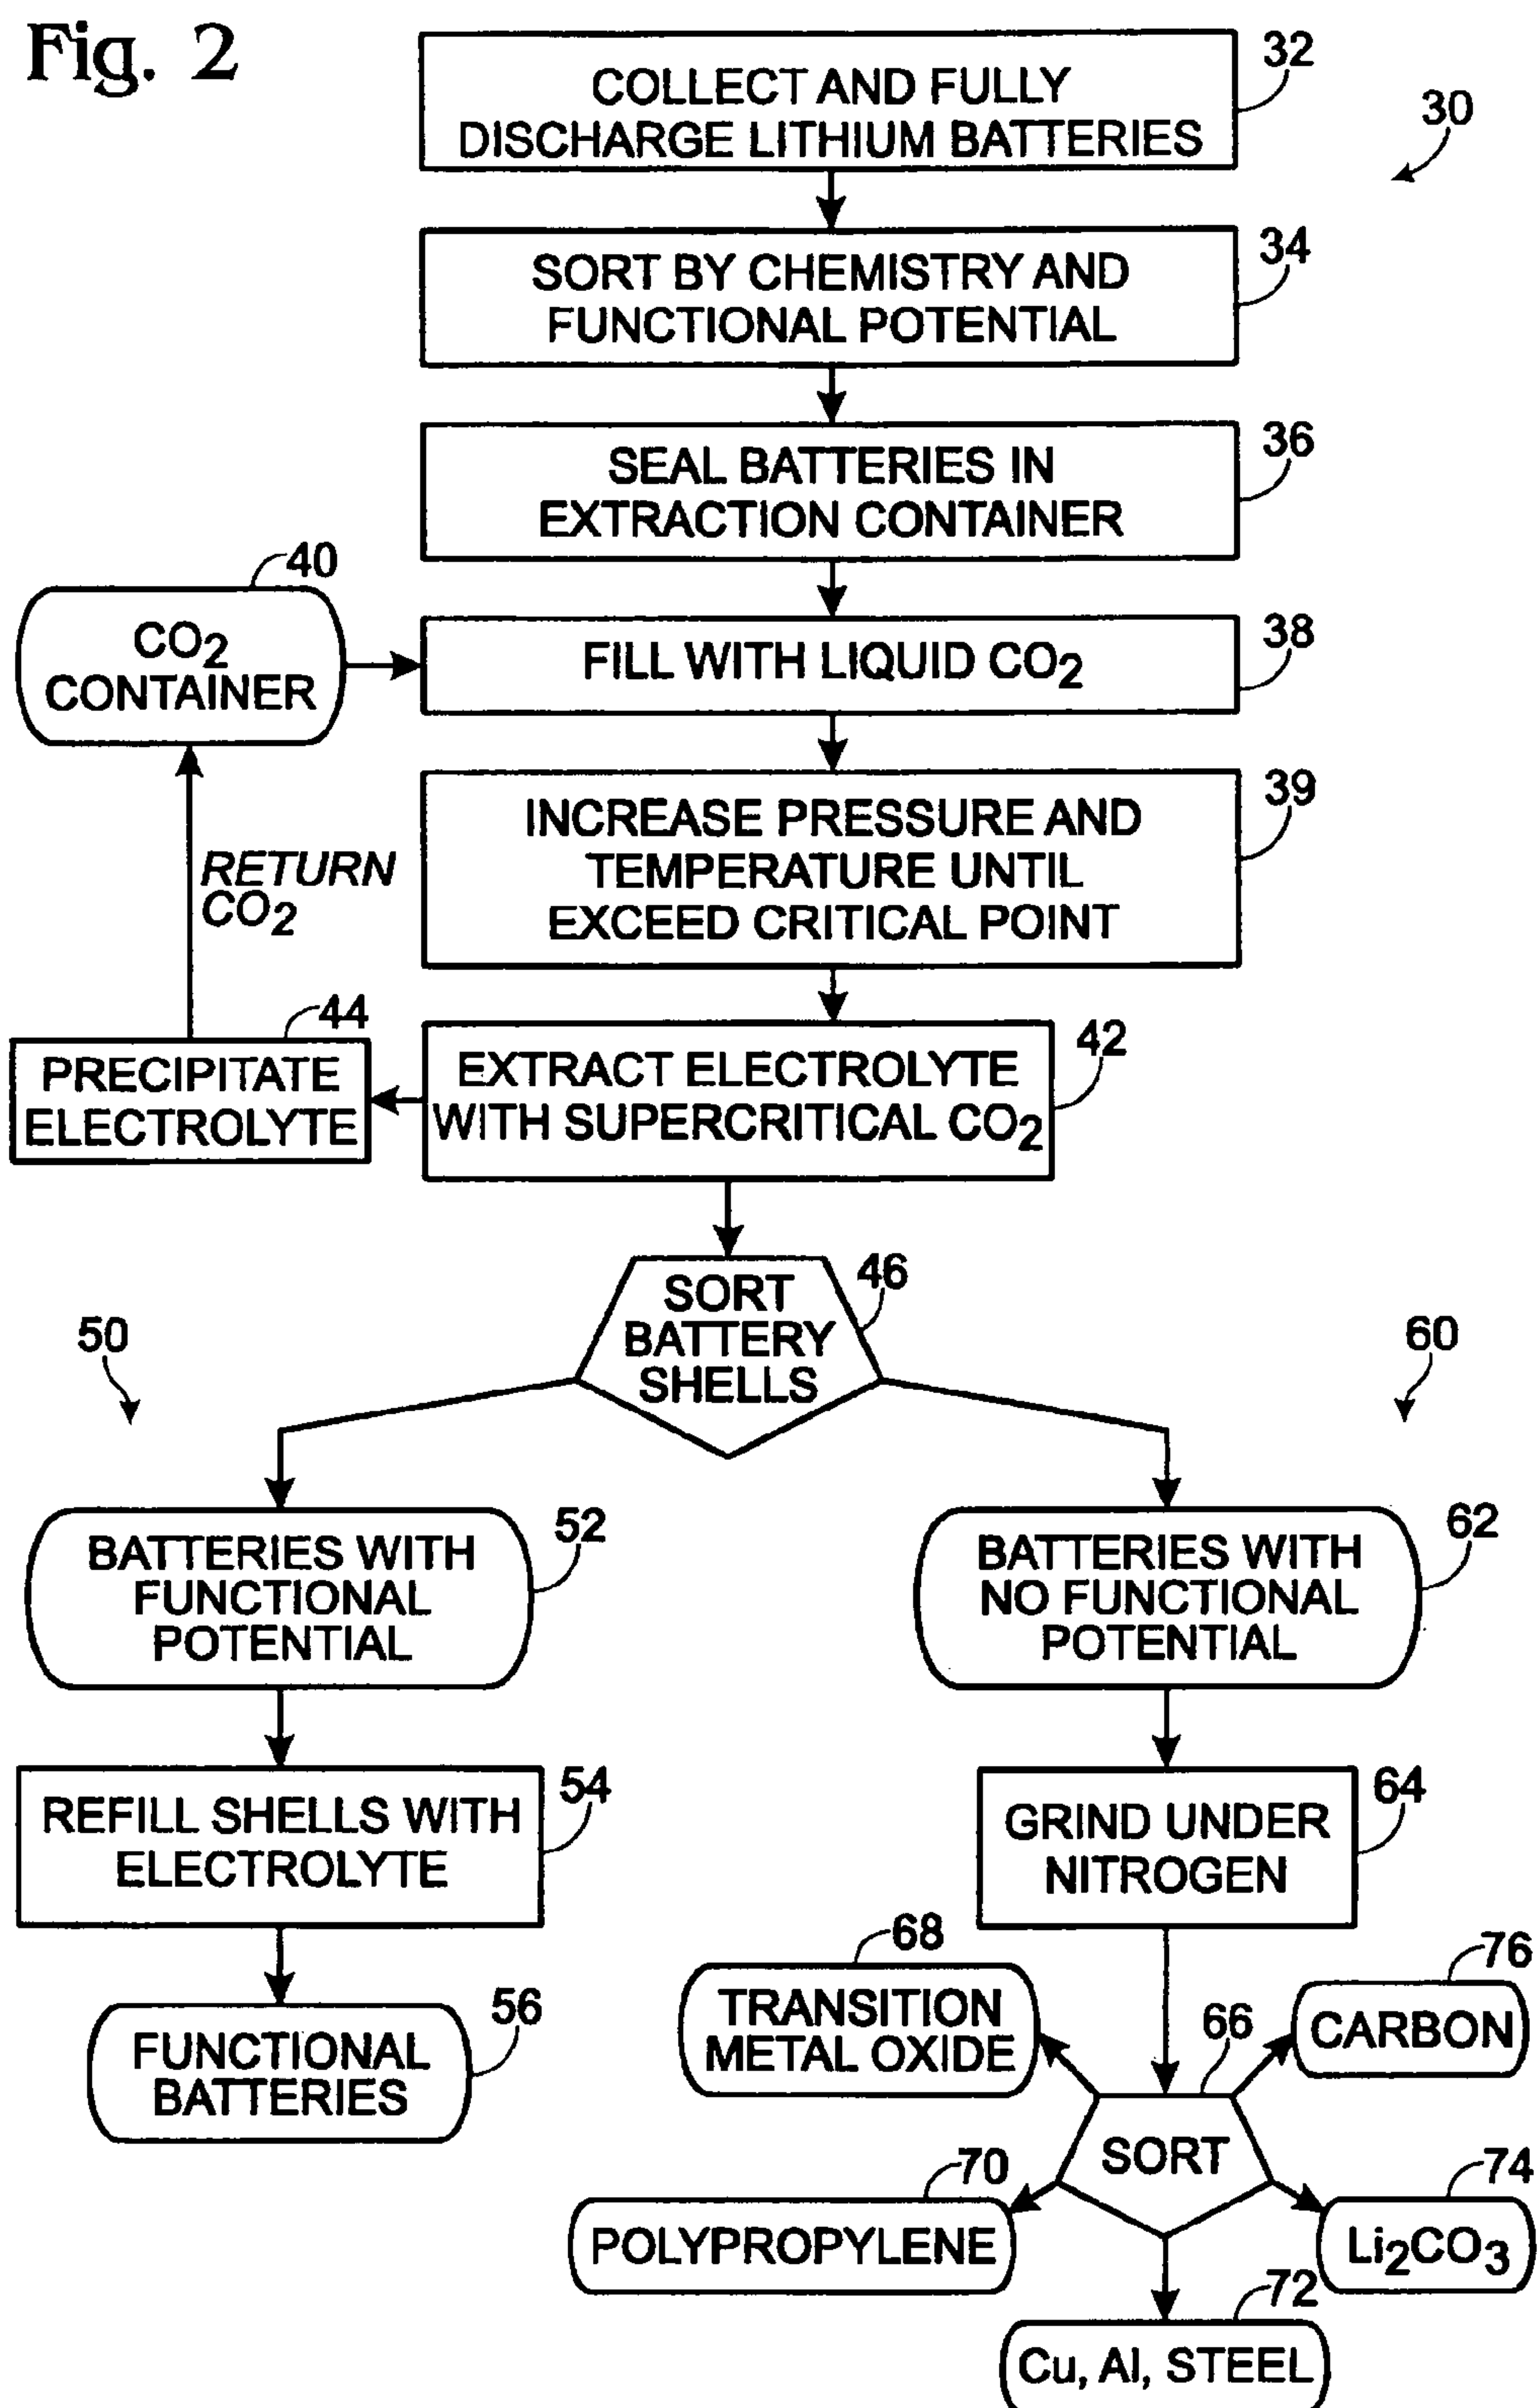 Fig. 2
32
COLLECT AND FULLY
DISCHARGE LITHIUM BATTERIES
30
34
SORT BY CHEMISTRY AND
FUNCTIONAL POTENTIAL
36
SEAL BATTERIES IN
EXTRACTION CONTAINER
40
CO2
CONTAINER
38
FILL WITH LIQUID CO2
39
INCREASE PRESSURE AND
TEMPERATURE UNTIL
EXCEED CRITICAL POINT
RETURN
CO2
44
PRECIPITATE
ELECTROLYTE
42
EXTRACT ELECTROLYTE
WITH SUPERCRITICAL CO2
46
SORT
BATTERY
SHELLS
50
60
52
BATTERIES WITH
FUNCTIONAL
POTENTIAL
62
BATTERIES WITH
NO FUNCTIONAL
POTENTIAL
54
REFILL SHELLS WITH
ELECTROLYTE
64
GRIND UNDER
NITROGEN
56
FUNCTIONAL
BATTERIES
68
TRANSITION
METAL OXIDE
76
CARBON
66
SORT
70
POLYPROPYLENE
74
Li2CO3
72
Cu, Al, STEEL